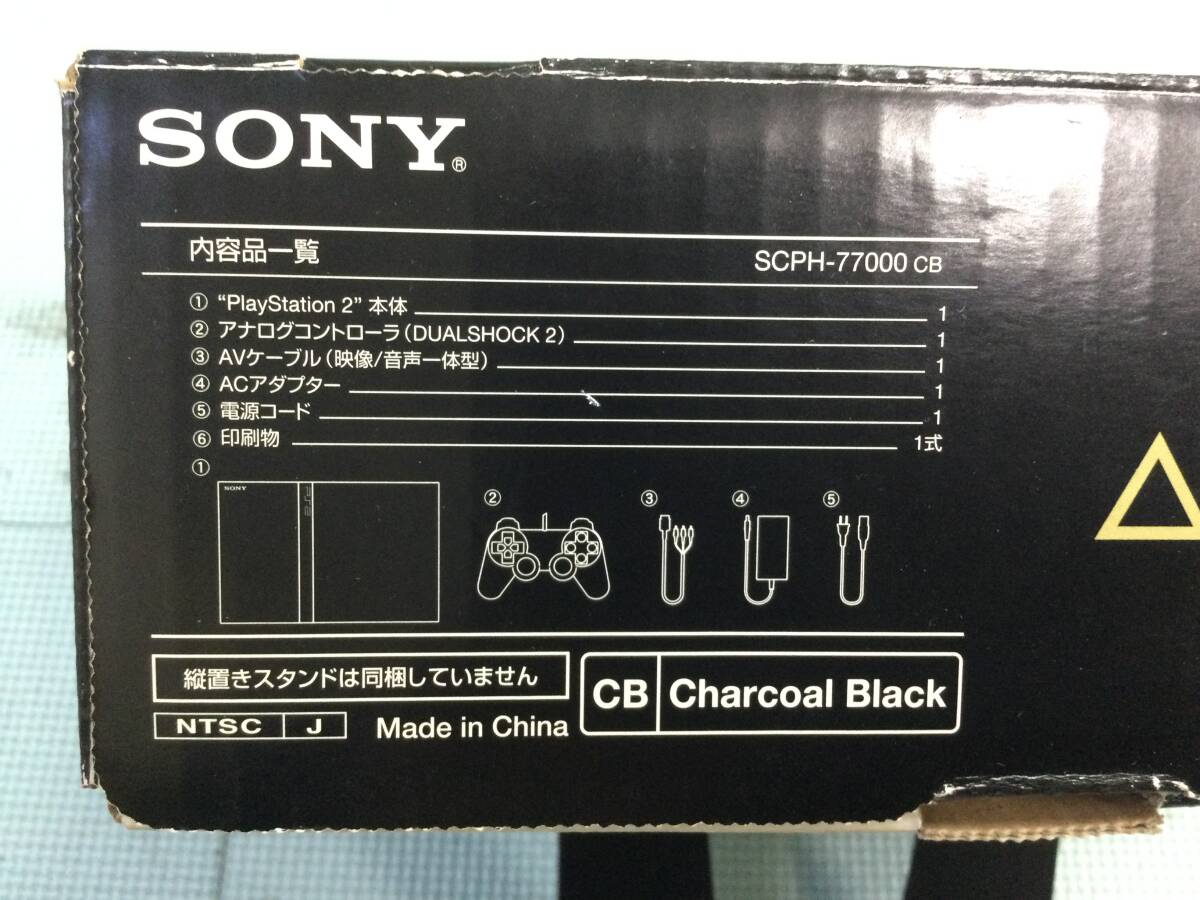 SONY®
内容品一覧 SCPH-77000 CB
① “PlayStation 2” 本体 1
② アナログコントローラ(DUALSHOCK 2) 1
③ AVケーブル(映像/音声一体型) 1
④ ACアダプター 1
⑤ 電源コード 1
⑥ 印刷物 1式
① ② ③ ④ ⑤
SONY
PS2
縦置きスタンドは同梱していません
CB Charcoal Black
NTSC J Made in China